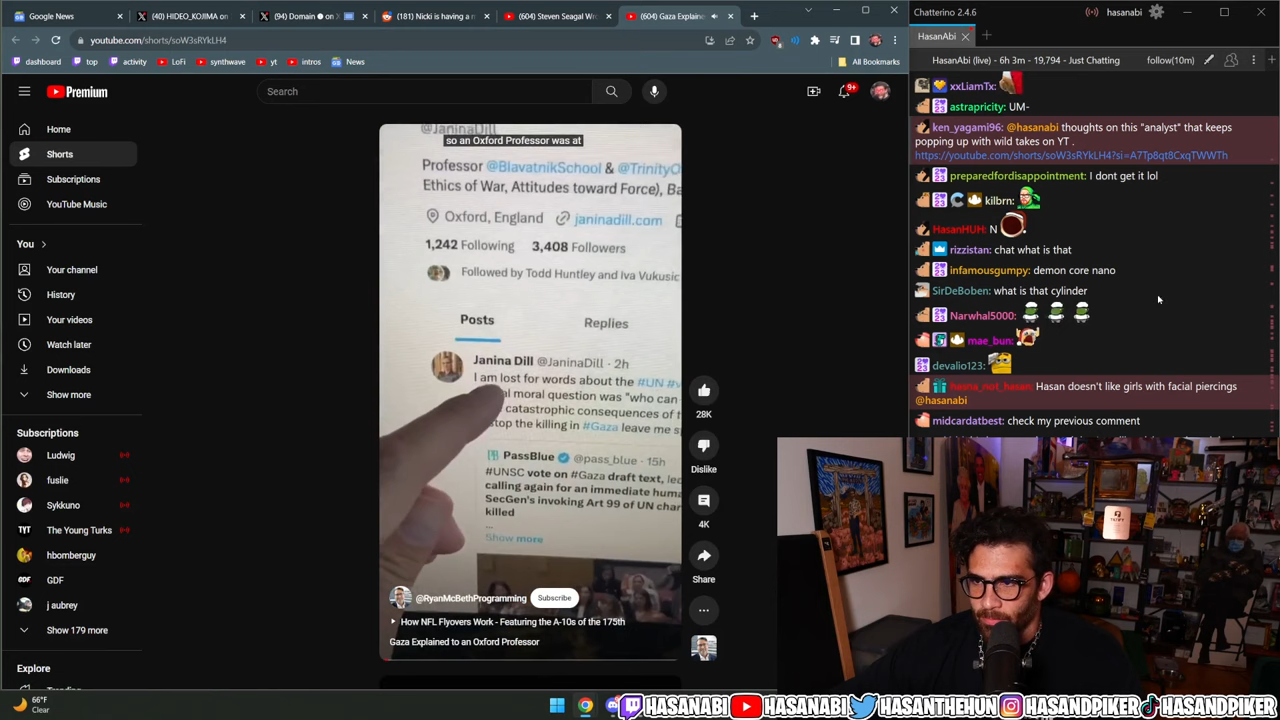 Google News
(40) HIDEO_KOJIMA on
(94) Domain
on X
(181) Nicki is having a r
(604) Steven Seagal Wro
(604) Gaza Explaine
youtube.com/shorts/soW3sRYkLH4
dashboard
top
activity
LoFi
synthwave
yt
intros
News
All Bookmarks
Premium
Search
9+
Home
Shorts
Subscriptions
YouTube Music
You
Your channel
History
Your videos
Watch later
Downloads
Show more
Subscriptions
Ludwig
fuslie
Sykkuno
TYT The Young Turks
hbomberguy
GDF
j aubrey
Show 179 more
Explore
@JaninaDill
so an Oxford Professor was at
Professor @BlavatnikSchool & @TrinityO
Ethics of War, Attitudes toward Force), Ba
Oxford, England
janinadill.com
1,242 Following
3,408 Followers
Followed by Todd Huntley and Iva Vukusic
Posts
Replies
Janina Dill @JaninaDill · 2h
I am lost for words about the #UN #v
al moral question was "who can
catastrophic consequences of t
stop the killing in #Gaza leave me s
PassBlue @pass_blue · 15h
#UNSC vote on #Gaza draft text, led
calling again for an immediate huma
SecGen's invoking Art 99 of UN char
killed
...
Show more
@RyanMcBethProgramming
Subscribe
How NFL Flyovers Work - Featuring the A-10s of the 175th
Gaza Explained to an Oxford Professor
28K
Dislike
4K
Share
Chatterino 2.4.6
hasanabi
HasanAbi
HasanAbi (live) - 6h 3m - 19,794 - Just Chatting
follow(10m)
xxLiamTx:
astrapricity: UM-
ken_yagami96: @hasanabi thoughts on this "analyst" that keeps
popping up with wild takes on YT .
https://youtube.com/shorts/soW3sRYkLH4?si=A7Tp8qt8CxqTWWTh
preparedfordisappointment: I dont get it lol
kilbrn:
HasanHUH: N
rizzistan: chat what is that
infamousgumpy: demon core nano
SirDeBoben: what is that cylinder
Narwhal5000:
mae_bun:
devalio123:
hasna_not_hasan: Hasan doesn't like girls with facial piercings
@hasanabi
midcardatbest: check my previous comment
66°F
Clear
HASANABI
HASANABI
HASANTHEHUN
HASANDPIKER
HASANDPIKER